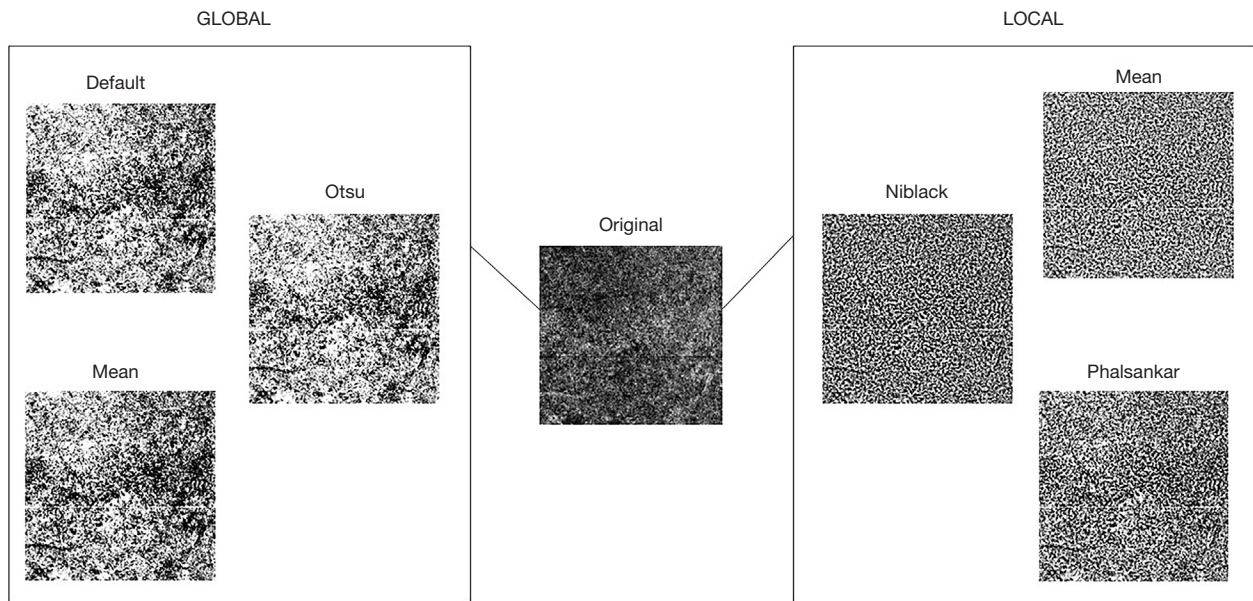 GLOBAL
LOCAL
Default
Otsu
Mean
Original
Mean
Niblack
Phalsankar